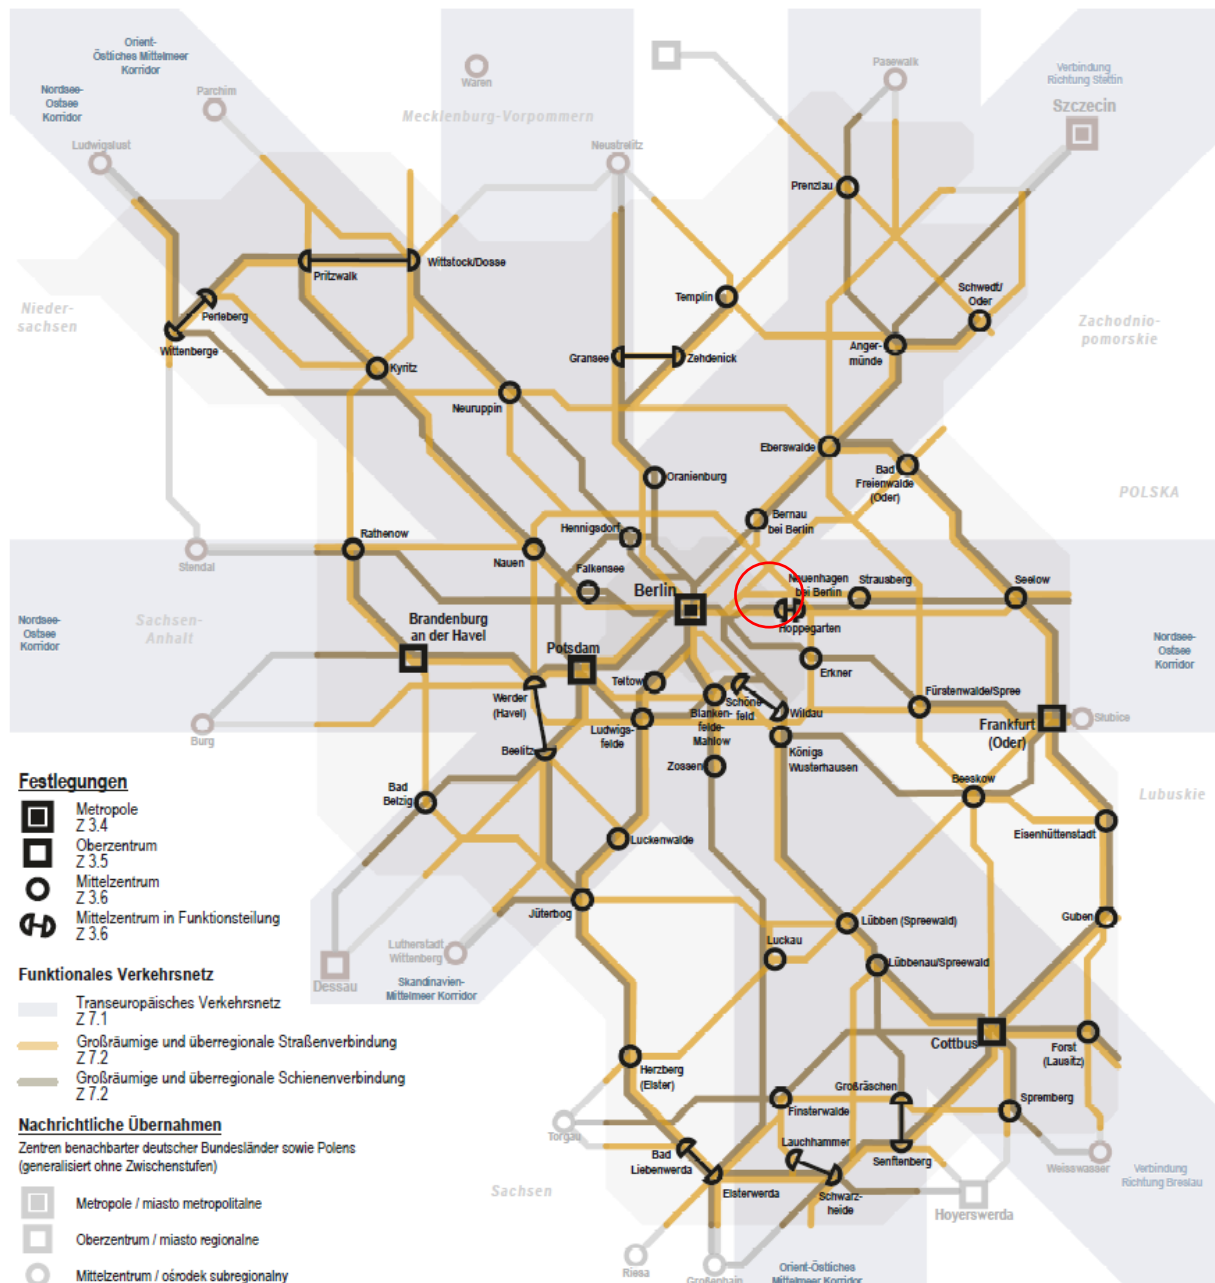 Orient-
Östliches Mittelmeer
Korridor
Nordsee-
Ostsee
Korridor
Parchim
Waren
Pasewalk
Verbindung
Richtung Stettin
Szczecin
Mecklenburg-Vorpommern
Ludwigslust
Neustrelitz
Prenzlau
Wittstock/Dosse
Pritzwalk
Perleberg
Wittenberge
Nieder-
sachsen
Templin
Schwedt/
Oder
Zachodnio-
pomorskie
Gransee
Zehdenick
Anger-
münde
Kyritz
Neuruppin
Eberswalde
Bad
Freienwalde
(Oder)
Oranienburg
POLSKA
Bernau
bei Berlin
Hennigsdorf
Rathenow
Nauen
Stendal
Falkensee
Berlin
Neuenhagen
bei Berlin
Strausberg
Seelow
Hoppegarten
Nordsee-
Ostsee
Korridor
Sachsen-
Anhalt
Brandenburg
an der Havel
Potsdam
Nordsee-
Ostsee
Korridor
Teltow
Erkner
Werder
(Havel)
Schöne-
feld
Wildau
Fürstenwalde/Spree
Blanken-
felde-
Mahlow
Ludwigs-
felde
Frankfurt
(Oder)
Słubice
Burg
Beelitz
Königs
Wusterhausen
Zossen
Beeskow
Bad
Belzig
Lubuskie
Eisenhüttenstadt
Luckenwalde
Jüterbog
Lübben (Spreewald)
Guben
Luckau
Lübbenau/Spreewald
Lutherstadt
Wittenberg
Dessau
Skandinavien-
Mittelmeer Korridor
Cottbus
Forst
(Lausitz)
Herzberg
(Elster)
Großräschen
Finsterwalde
Spremberg
Torgau
Lauchhammer
Bad
Liebenwerda
Senftenberg
Weisswasser
Verbindung
Richtung Breslau
Elsterwerda
Schwarz-
heide
Sachsen
Hoyerswerda
Riesa
Großenhain
Orient-Östliches
Mittelmeer Korridor
Festlegungen
Metropole
Z 3.4
Oberzentrum
Z 3.5
Mittelzentrum
Z 3.6
Mittelzentrum in Funktionsteilung
Z 3.6
Funktionales Verkehrsnetz
Transeuropäisches Verkehrsnetz
Z 7.1
Großräumige und überregionale Straßenverbindung
Z 7.2
Großräumige und überregionale Schienenverbindung
Z 7.2
Nachrichtliche Übernahmen
Zentren benachbarter deutscher Bundesländer sowie Polens
(generalisiert ohne Zwischenstufen)
Metropole / miasto metropolitalne
Oberzentrum / miasto regionalne
Mittelzentrum / ośrodek subregionalny